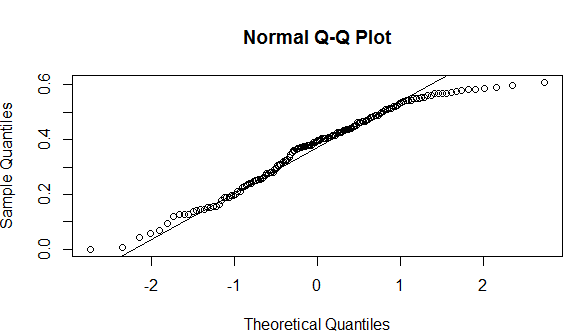 Normal Q-Q Plot
Sample Quantiles
0.6
0.4
0.2
0.0
-2 -1 0 1 2
Theoretical Quantiles